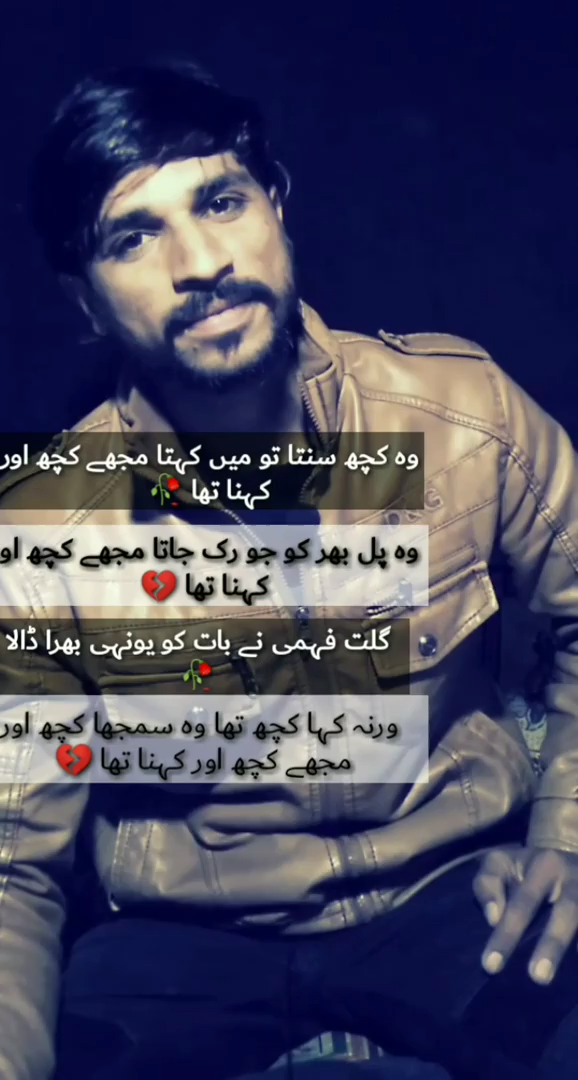 وہ کچھ سنتا تو میں کہتا مجھے کچھ اور
کہنا تھا 🥀
وہ پل بھر کو جو رک جاتا مجھے کچھ او
کہنا تھا 💔
گلت فہمی نے بات کو یونہی بھرا ڈالا
🥀
ورنہ کہا کچھ تھا وہ سمجھا کچھ اور
مجھے کچھ اور کہنا تھا 💔
D&G